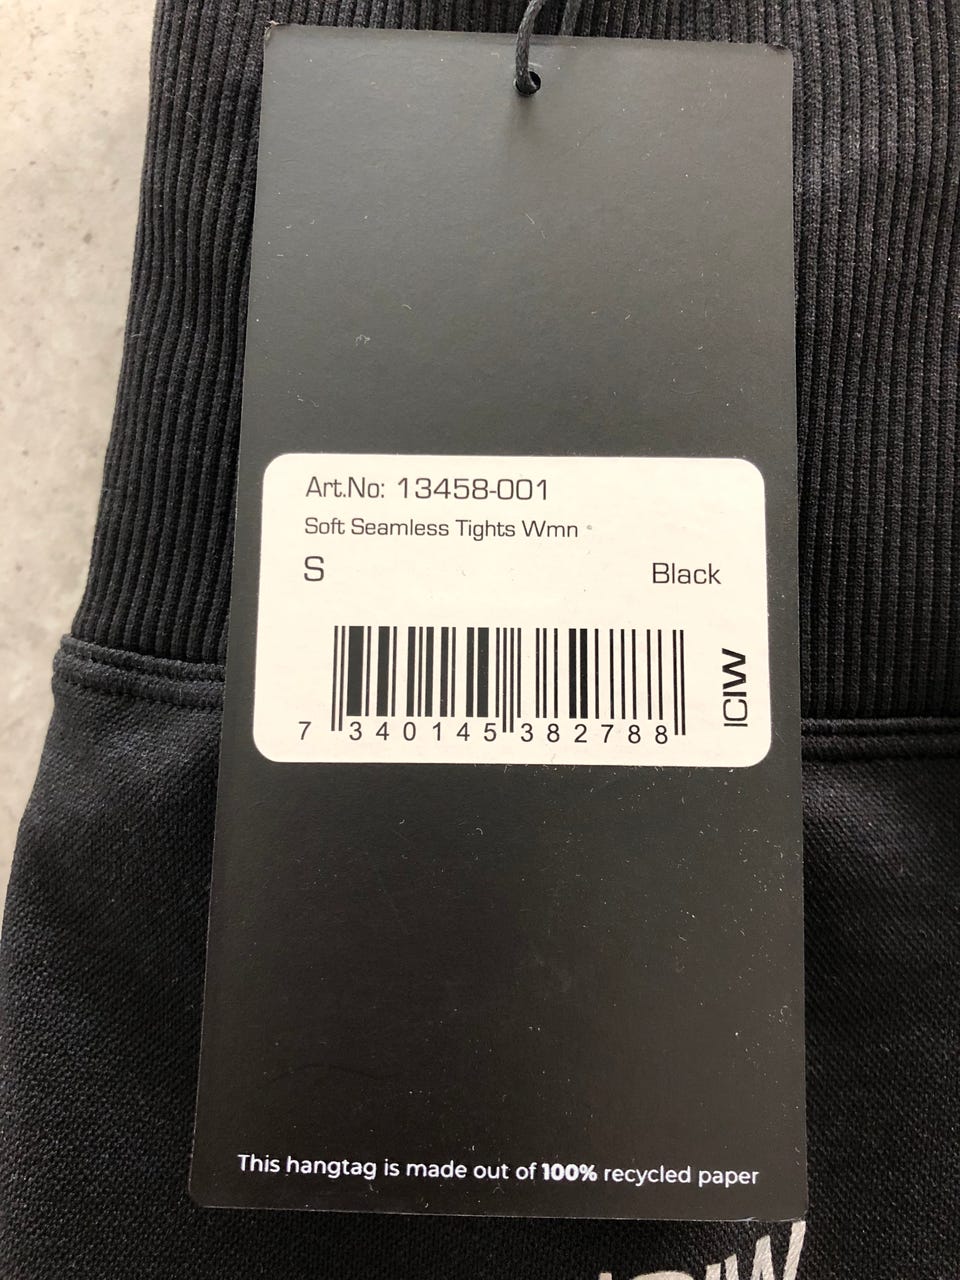 Art.No: 13458-001
Soft Seamless Tights Wmn
S Black
ICIW
7 340145 382788
This hangtag is made out of 100% recycled paper